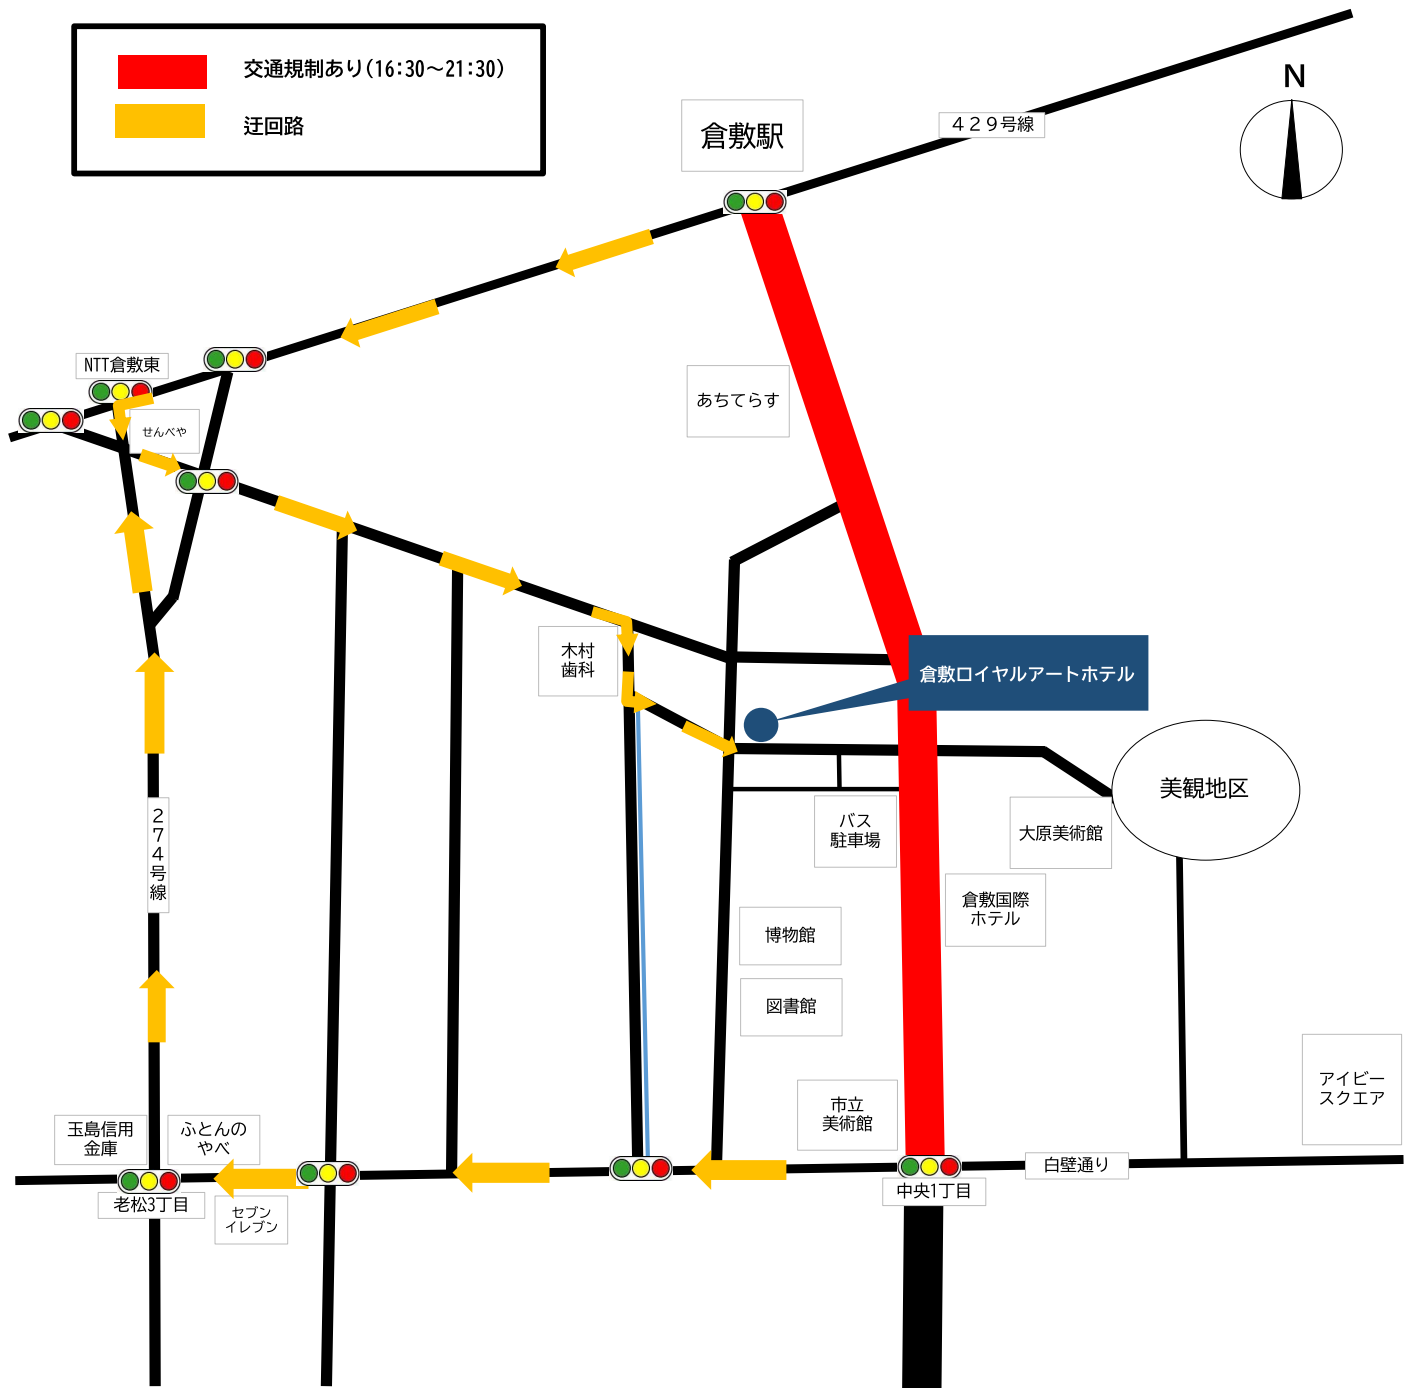 交通規制あり(16:30～21:30)
迂回路
N
倉敷駅
４２９号線
NTT倉敷東
せんべや
あちてらす
木村
歯科
倉敷ロイヤルアートホテル
美観地区
バス
駐車場
大原美術館
２７４号線
倉敷国際
ホテル
博物館
図書館
アイビー
スクエア
市立
美術館
玉島信用
金庫
ふとんの
やべ
白壁通り
中央1丁目
老松3丁目
セブン
イレブン